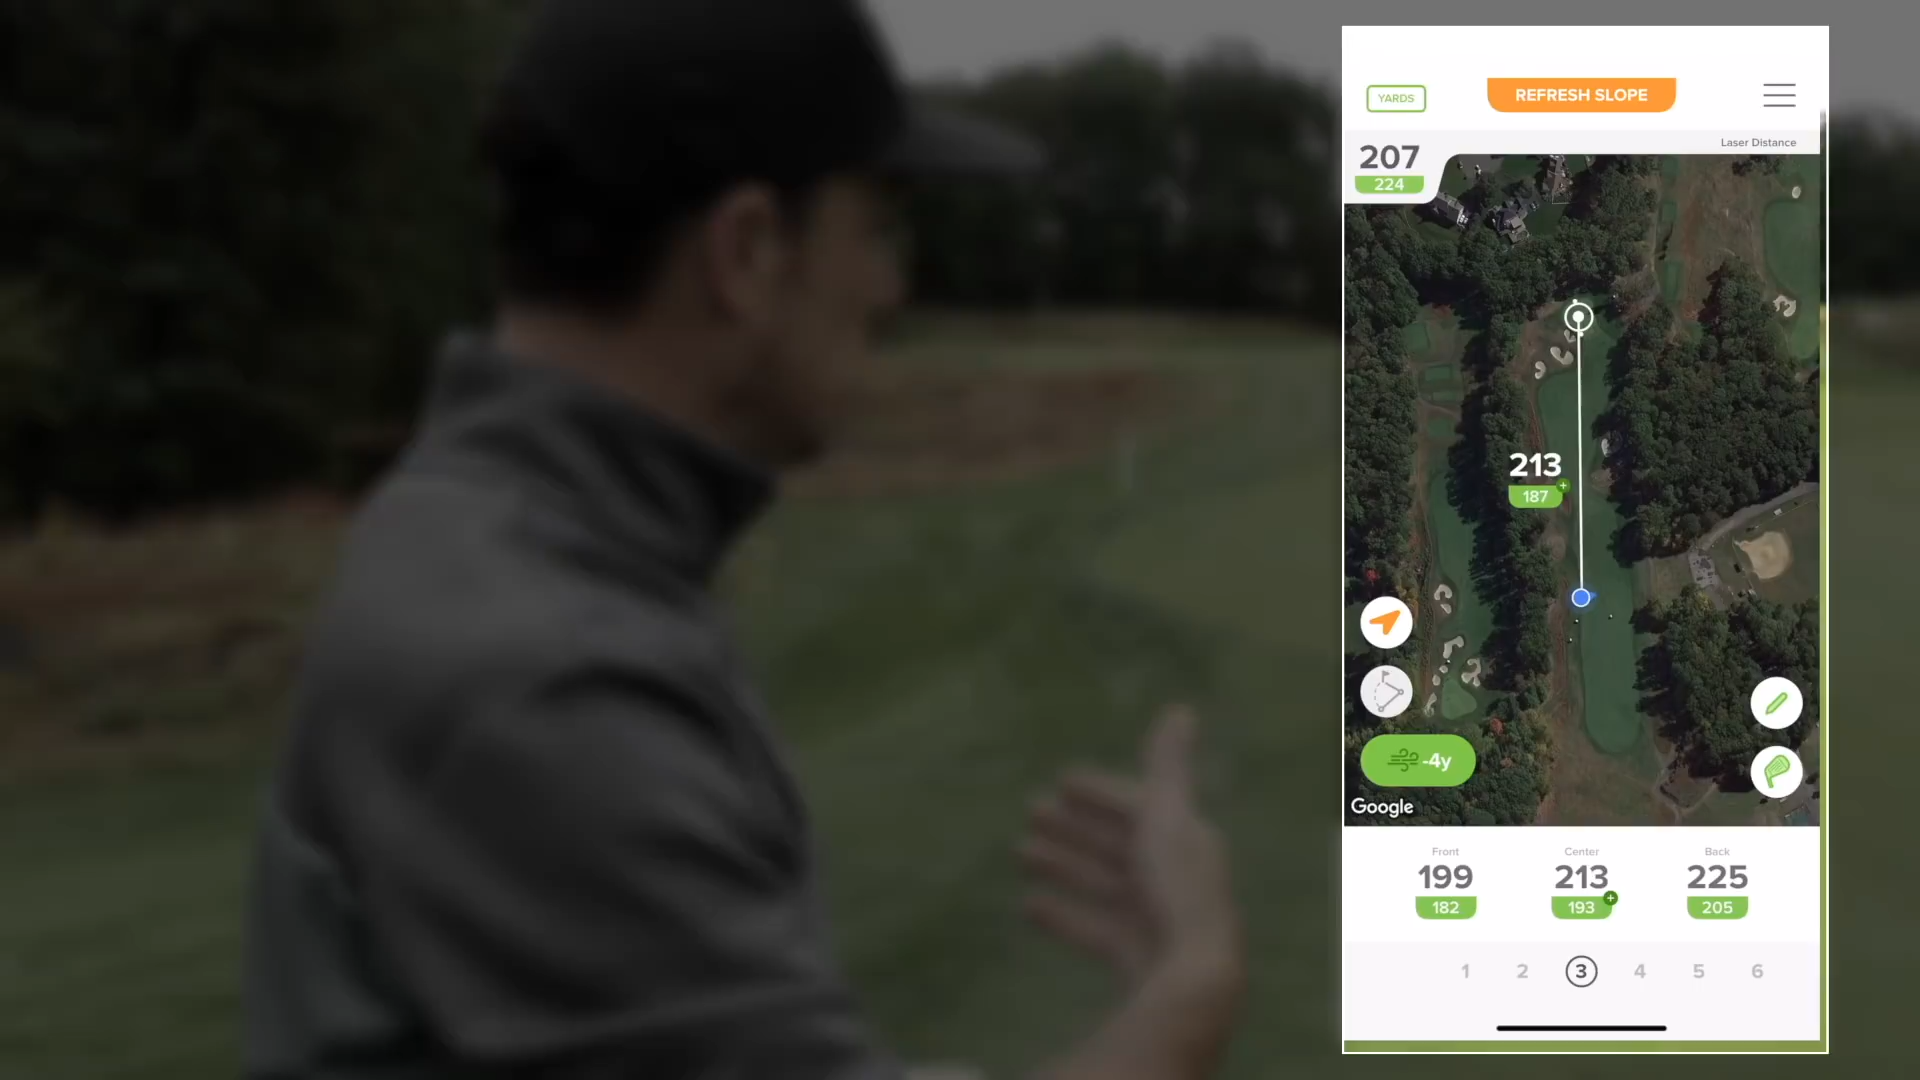 YARDS
REFRESH SLOPE
Laser Distance
207
224
213
187
+
-4y
Google
Front
Center
Back
199
213
225
182
193
+
205
1 2 3 4 5 6